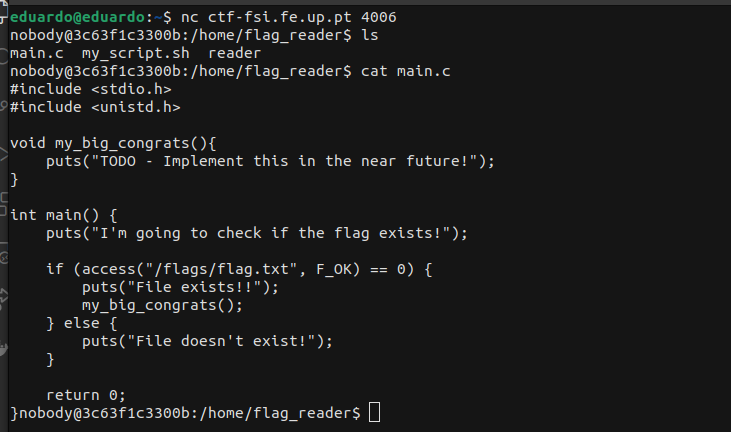 eduardo@eduardo:~$ nc ctf-fsi.fe.up.pt 4006
nobody@3c63f1c3300b:/home/flag_reader$ ls
main.c  my_script.sh  reader
nobody@3c63f1c3300b:/home/flag_reader$ cat main.c
#include <stdio.h>
#include <unistd.h>

void my_big_congrats(){
    puts("TODO - Implement this in the near future!");
}

int main() {
    puts("I'm going to check if the flag exists!");

    if (access("/flags/flag.txt", F_OK) == 0) {
        puts("File exists!!");
        my_big_congrats();
    } else {
        puts("File doesn't exist!");
    }

    return 0;
}nobody@3c63f1c3300b:/home/flag_reader$